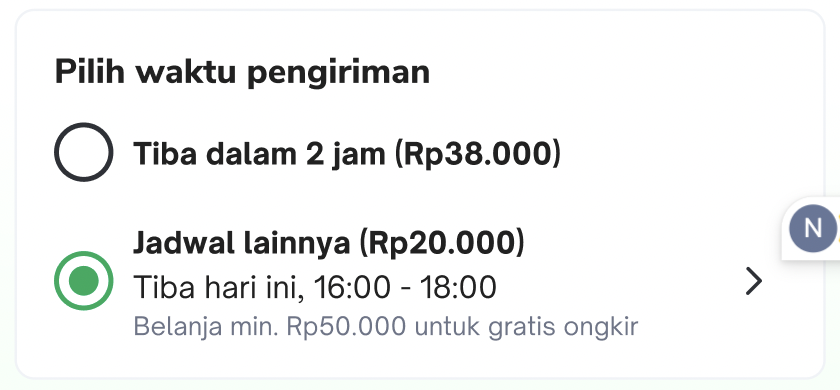 Pilih waktu pengiriman
Tiba dalam 2 jam (Rp38.000)
Jadwal lainnya (Rp20.000)
Tiba hari ini, 16:00 - 18:00
Belanja min. Rp50.000 untuk gratis ongkir
N